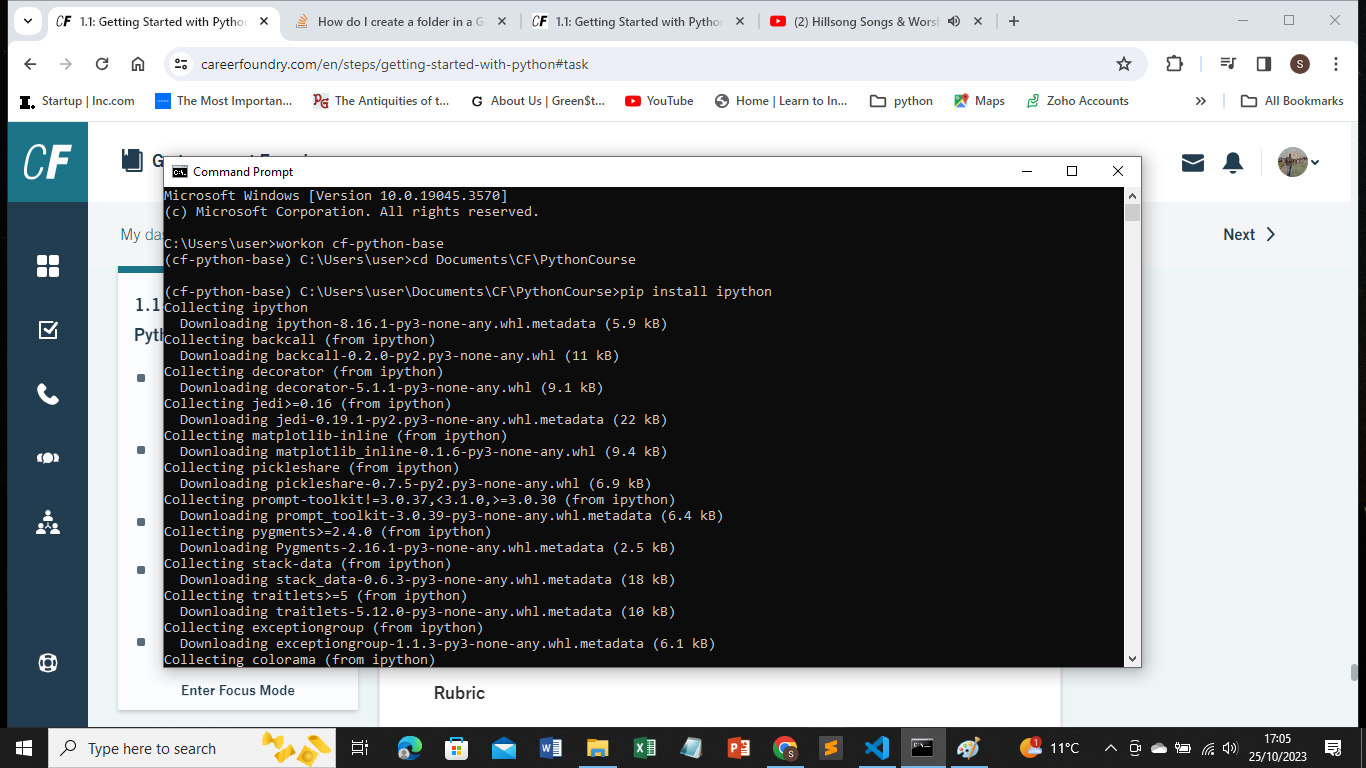 1.1: Getting Started with Pytho
How do I create a folder in a G
1.1: Getting Started with Pytho
(2) Hillsong Songs & Wors
careerfoundry.com/en/steps/getting-started-with-python#task
S
Startup | Inc.com
The Most Importan...
The Antiquities of t...
About Us | Green$t...
YouTube
Home | Learn to In...
python
Maps
Zoho Accounts
All Bookmarks
CF
My das
Next
1.1
Pyth
Command Prompt
Microsoft Windows [Version 10.0.19045.3570]
(c) Microsoft Corporation. All rights reserved.
C:\Users\user>workon cf-python-base
(cf-python-base) C:\Users\user>cd Documents\CF\PythonCourse
(cf-python-base) C:\Users\user\Documents\CF\PythonCourse>pip install ipython
Collecting ipython
  Downloading ipython-8.16.1-py3-none-any.whl.metadata (5.9 kB)
Collecting backcall (from ipython)
  Downloading backcall-0.2.0-py2.py3-none-any.whl (11 kB)
Collecting decorator (from ipython)
  Downloading decorator-5.1.1-py3-none-any.whl (9.1 kB)
Collecting jedi>=0.16 (from ipython)
  Downloading jedi-0.19.1-py2.py3-none-any.whl.metadata (22 kB)
Collecting matplotlib-inline (from ipython)
  Downloading matplotlib_inline-0.1.6-py3-none-any.whl (9.4 kB)
Collecting pickleshare (from ipython)
  Downloading pickleshare-0.7.5-py2.py3-none-any.whl (6.9 kB)
Collecting prompt-toolkit!=3.0.37,<3.1.0,>=3.0.30 (from ipython)
  Downloading prompt_toolkit-3.0.39-py3-none-any.whl.metadata (6.4 kB)
Collecting pygments>=2.4.0 (from ipython)
  Downloading Pygments-2.16.1-py3-none-any.whl.metadata (2.5 kB)
Collecting stack-data (from ipython)
  Downloading stack_data-0.6.3-py3-none-any.whl.metadata (18 kB)
Collecting traitlets>=5 (from ipython)
  Downloading traitlets-5.12.0-py3-none-any.whl.metadata (10 kB)
Collecting exceptiongroup (from ipython)
  Downloading exceptiongroup-1.1.3-py3-none-any.whl.metadata (6.1 kB)
Collecting colorama (from ipython)
Enter Focus Mode
Rubric
Type here to search
11°C
17:05
25/10/2023